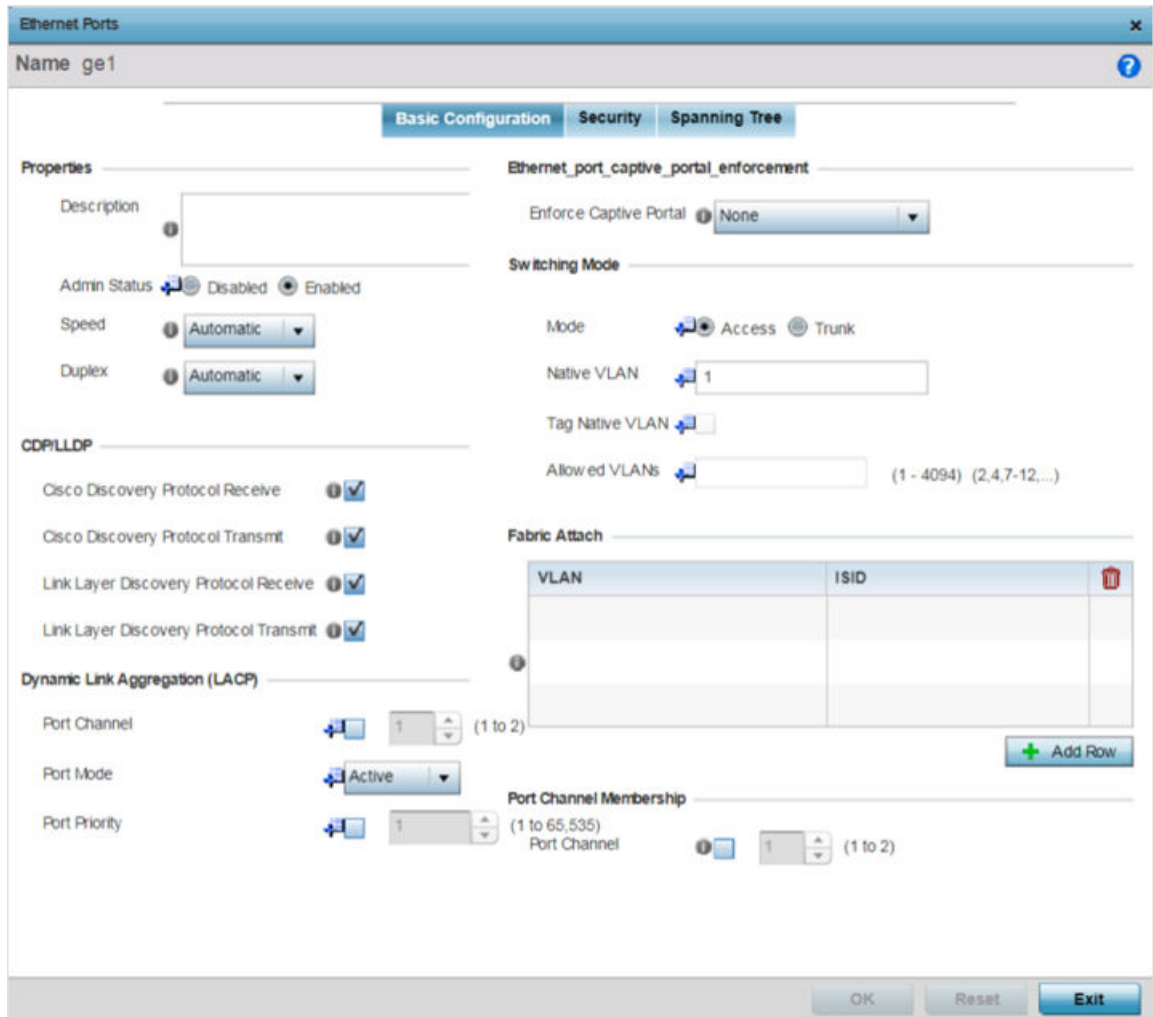 Ethernet Ports
Name ge1
Basic Configuration Security Spanning Tree
Properties
Description
Admin Status Disabled Enabled
Speed Automatic
Duplex Automatic
CDP/LLDP
Cisco Discovery Protocol Receive
Cisco Discovery Protocol Transmit
Link Layer Discovery Protocol Receive
Link Layer Discovery Protocol Transmit
Dynamic Link Aggregation (LACP)
Port Channel 1 (1 to 2)
Port Mode Active
Port Priority 1 (1 to 65,535)
Ethernet_port_captive_portal_enforcement
Enforce Captive Portal None
Switching Mode
Mode Access Trunk
Native VLAN 1
Tag Native VLAN
Allowed VLANs (1 - 4094) (2,4,7-12,...)
Fabric Attach
VLAN ISID
Add Row
Port Channel Membership
Port Channel 1 (1 to 2)
OK Reset Exit